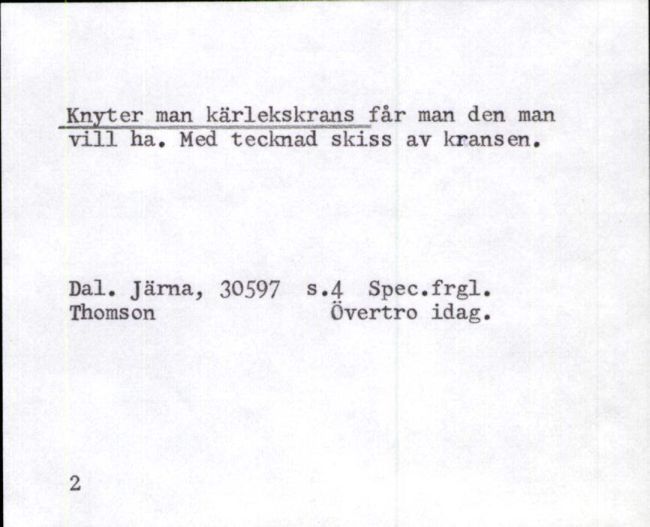 Knyter man kärlekskrans får man den man
vill ha. Med tecknad skiss av kransen.
Dal. Järna, 30597 s.4 Spec.frgl.
Thomson Övertro idag.
2